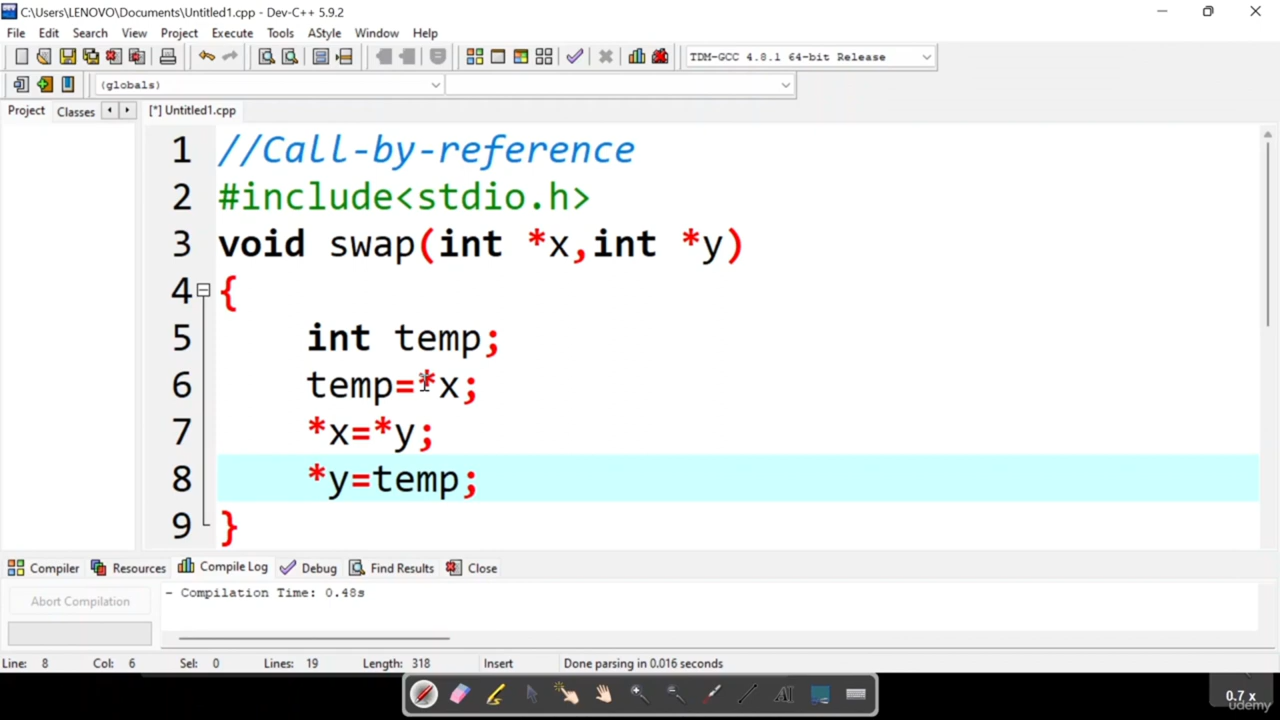 C:\Users\LENOVO\Documents\Untitled1.cpp - Dev-C++ 5.9.2
File Edit Search View Project Execute Tools AStyle Window Help
TDM-GCC 4.8.1 64-bit Release
(globals)
Project Classes [*] Untitled1.cpp
1 //Call-by-reference
2 #include<stdio.h>
3 void swap(int *x,int *y)
4 {
5 int temp;
6 temp=*x;
7 *x=*y;
8 *y=temp;
9 }
Compiler Resources Compile Log Debug Find Results Close
Abort Compilation
- Compilation Time: 0.48s
Line: 8 Col: 6 Sel: 0 Lines: 19 Length: 318 Insert Done parsing in 0.016 seconds
AI
0.7 x
udemy